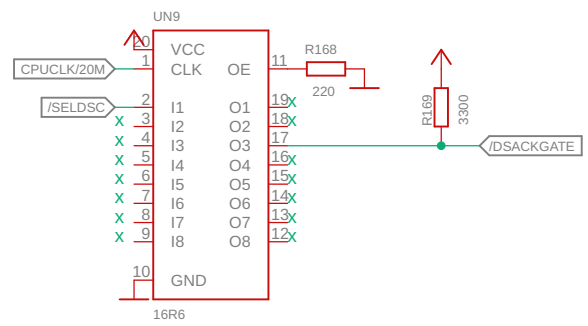 UN9
20 VCC
CPUCLK/20M 1 CLK OE 11 R168
220
/SELDSC 2 I1 O1 19 x
x 3 I2 O2 18 x
x 4 I3 O3 17 /DSACKGATE
x 5 I4 O4 16 x
x 6 I5 O5 15 x
x 7 I6 O6 14 x
x 8 I7 O7 13 x
x 9 I8 O8 12 x
10 GND
16R6
R169
3300